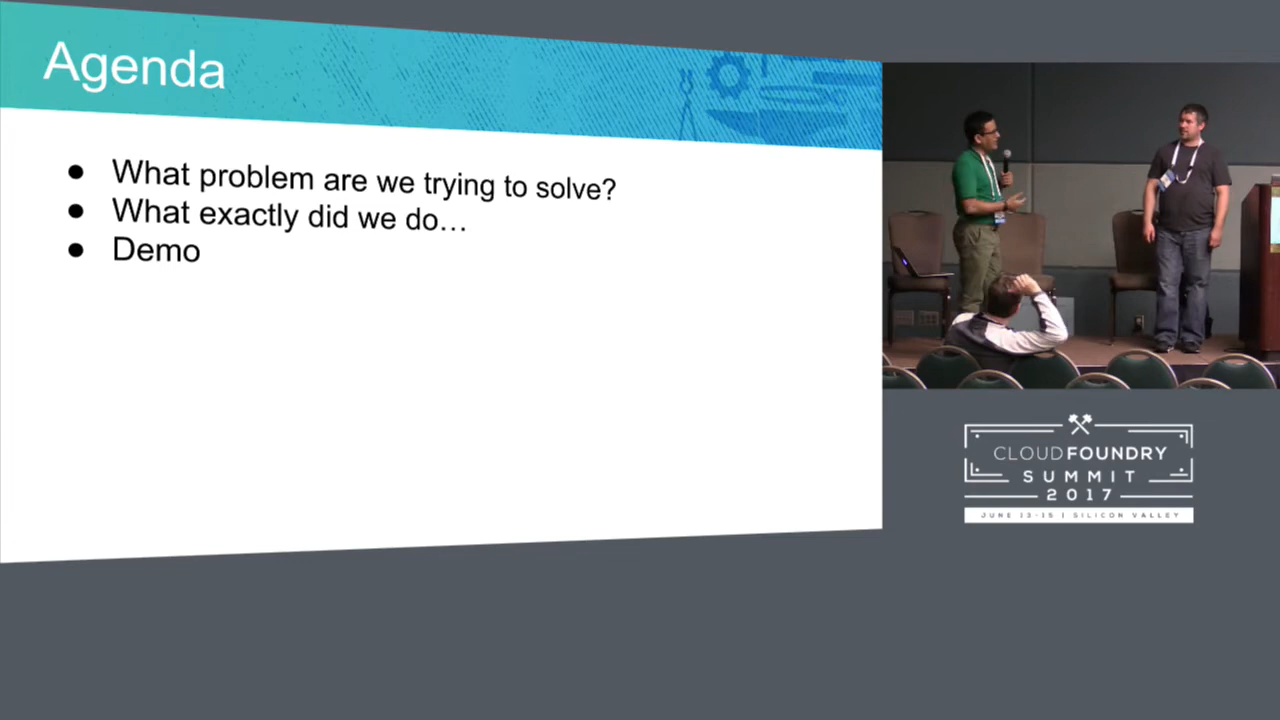 Agenda
● What problem are we trying to solve?
● What exactly did we do…
● Demo
CLOUDFOUNDRY
SUMMIT
2017
JUNE 13-15 | SILICON VALLEY